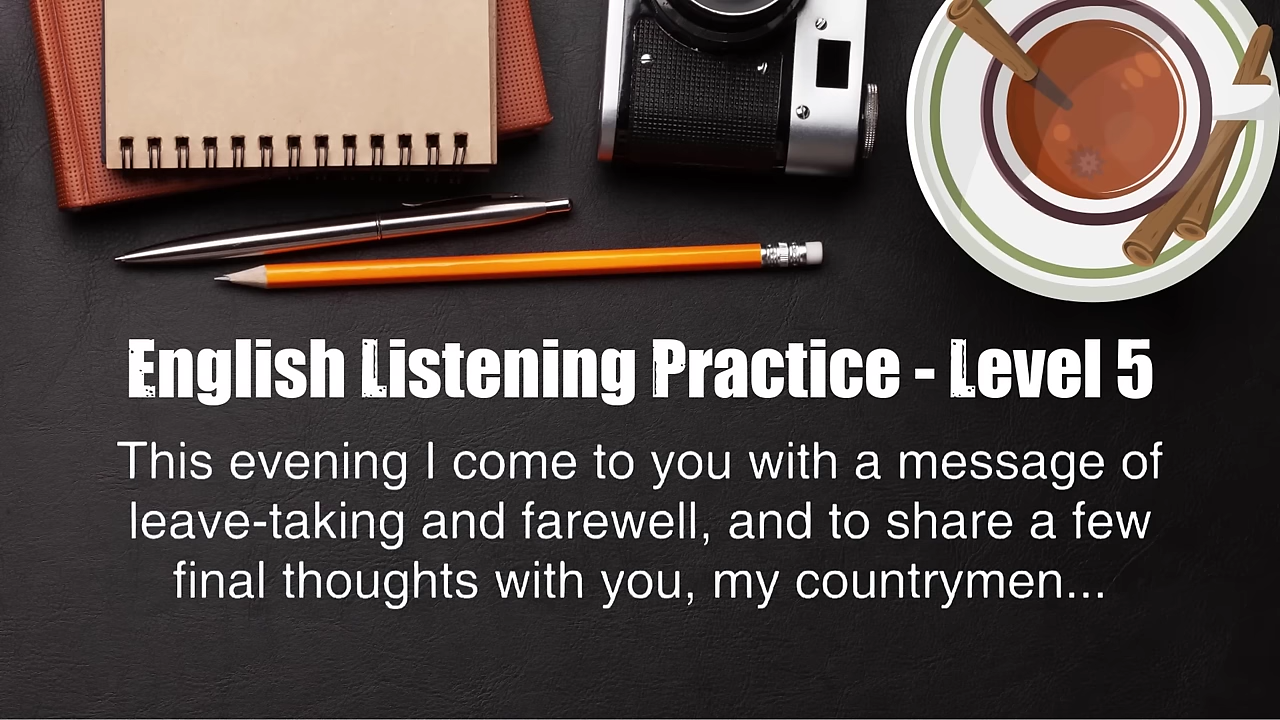 English Listening Practice - Level 5
This evening I come to you with a message of
leave-taking and farewell, and to share a few
final thoughts with you, my countrymen...